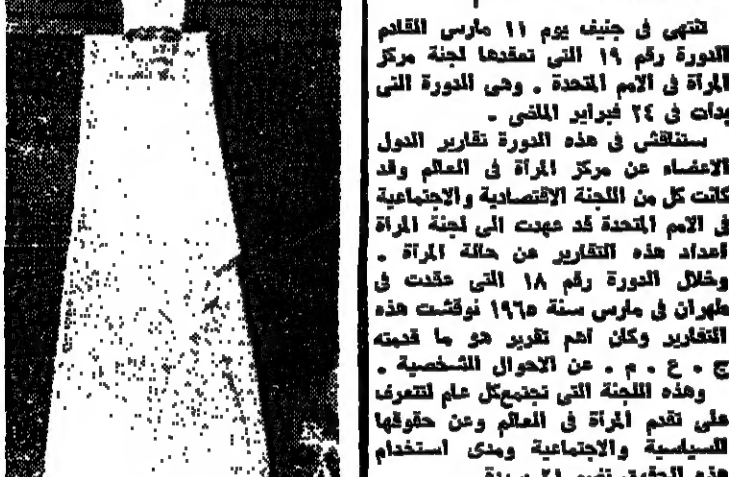 تنتهى فى جنيف يوم ١١ مارس القادم
الدورة رقم ١٩ التى تعقدها لجنة مركز
المرأة فى الامم المتحدة . وهى الدورة التى
بدأت فى ٢٤ فبراير الماضى .
ستناقش فى هذه الدورة تقارير الدول
الاعضاء عن مركز المرأة فى العالم وقد
كانت كل من اللجنة الاقتصادية والاجتماعية
فى الامم المتحدة قد عهدت الى لجنة المرأة
اعداد هذه التقارير عن حالة المرأة .
وخلال الدورة رقم ١٨ التى عقدت فى
طهران فى مارس سنة ١٩٦٥ نوقشت هذه
التقارير وكان اهم تقرير هو ما قدمته
ج . ع . م . عن الاحوال الشخصية .
وهذه اللجنة التى تجتمع كل عام لتتعرف
على تقدم المرأة فى العالم وعن حقوقها
السياسية والاجتماعية ومدى استخدام
هذه الحقوق تضم ٢١